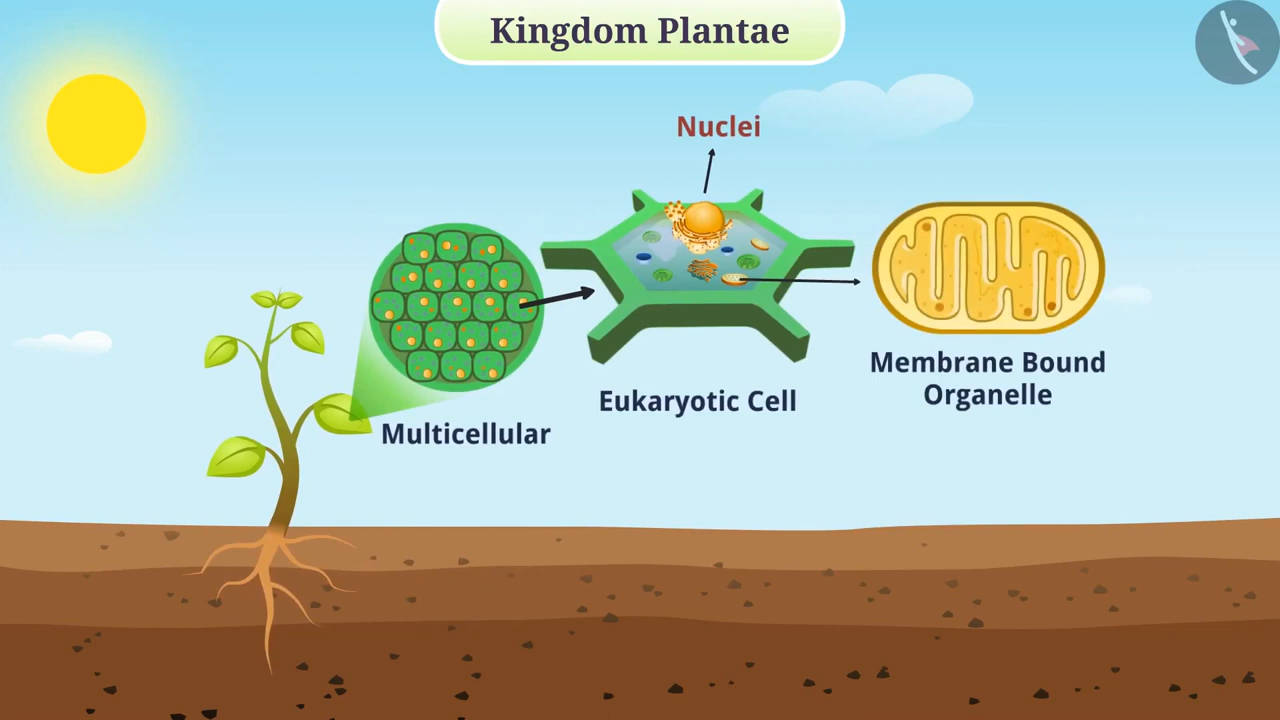 Kingdom Plantae
Nuclei
Multicellular
Eukaryotic Cell
Membrane Bound
Organelle